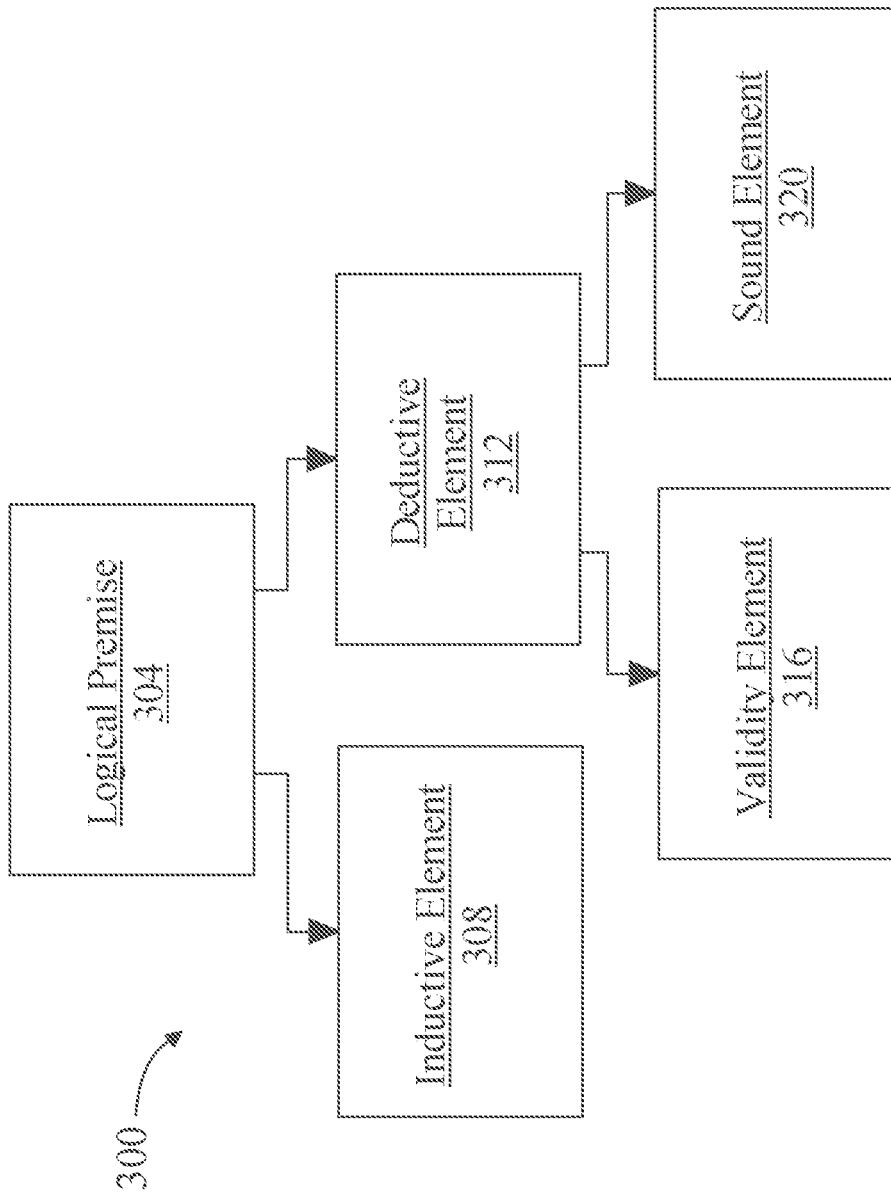 300
Logical Premise
304
Inductive Element
308
Deductive
Element
312
Validity Element
316
Sound Element
320